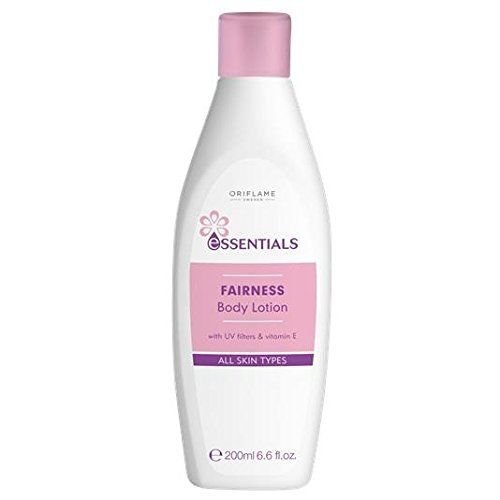 ORIFLAME
SWEDEN
eSSENTIALS
FAIRNESS
Body Lotion
with UV filters & vitamin E
ALL SKIN TYPES
℮ 200ml 6.6 fl.oz.